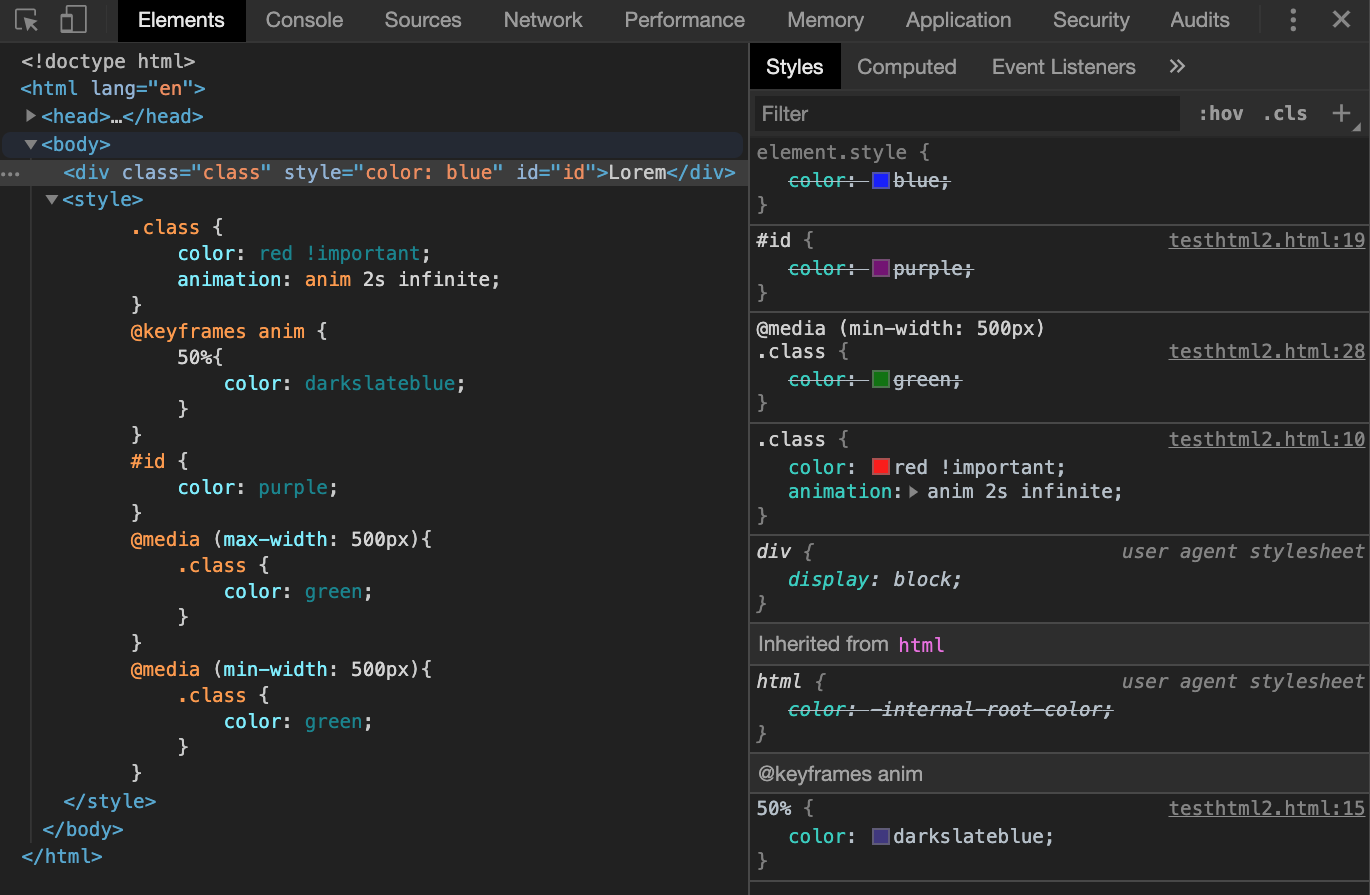 Elements Console Sources Network Performance Memory Application Security Audits
<!doctype html>
<html lang="en">
<head>…</head>
<body>
<div class="class" style="color: blue" id="id">Lorem</div>
<style>
.class {
color: red !important;
animation: anim 2s infinite;
}
@keyframes anim {
50%{
color: darkslateblue;
}
}
#id {
color: purple;
}
@media (max-width: 500px){
.class {
color: green;
}
}
@media (min-width: 500px){
.class {
color: green;
}
}
</style>
</body>
</html>
Styles Computed Event Listeners »
Filter :hov .cls +
element.style {
color: blue;
}
#id { testhtml2.html:19
color: purple;
}
@media (min-width: 500px)
.class { testhtml2.html:28
color: green;
}
.class { testhtml2.html:10
color: red !important;
animation: anim 2s infinite;
}
div { user agent stylesheet
display: block;
}
Inherited from html
html { user agent stylesheet
color: -internal-root-color;
}
@keyframes anim
50% { testhtml2.html:15
color: darkslateblue;
}